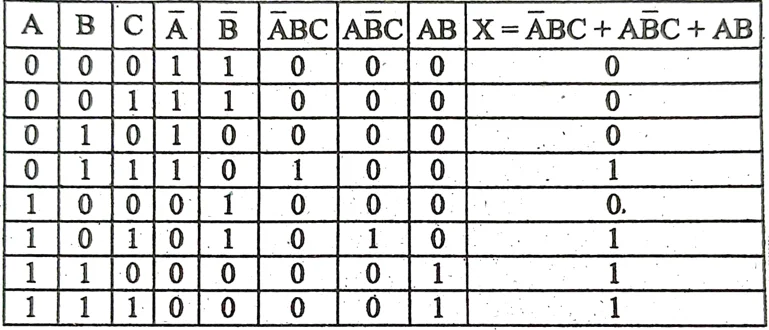 A B C A̅ B̅ A̅BC AB̅C AB X = A̅BC + AB̅C + AB
0 0 0 1 1 0 0 0 0
0 0 1 1 1 0 0 0 0
0 1 0 1 0 0 0 0 0
0 1 1 1 0 1 0 0 1
1 0 0 0 1 0 0 0 0.
1 0 1 0 1 0 1 0 1
1 1 0 0 0 0 0 1 1
1 1 1 0 0 0 0 1 1